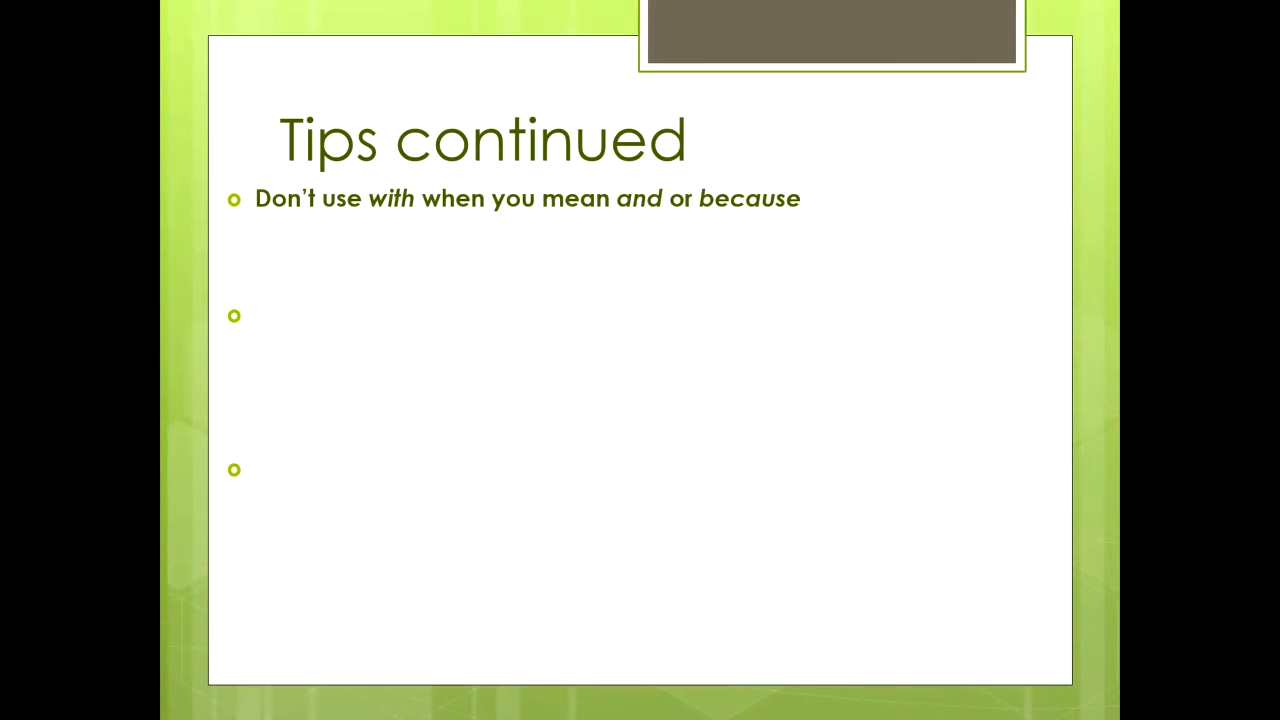 Tips continued
Don’t use with when you mean and or because